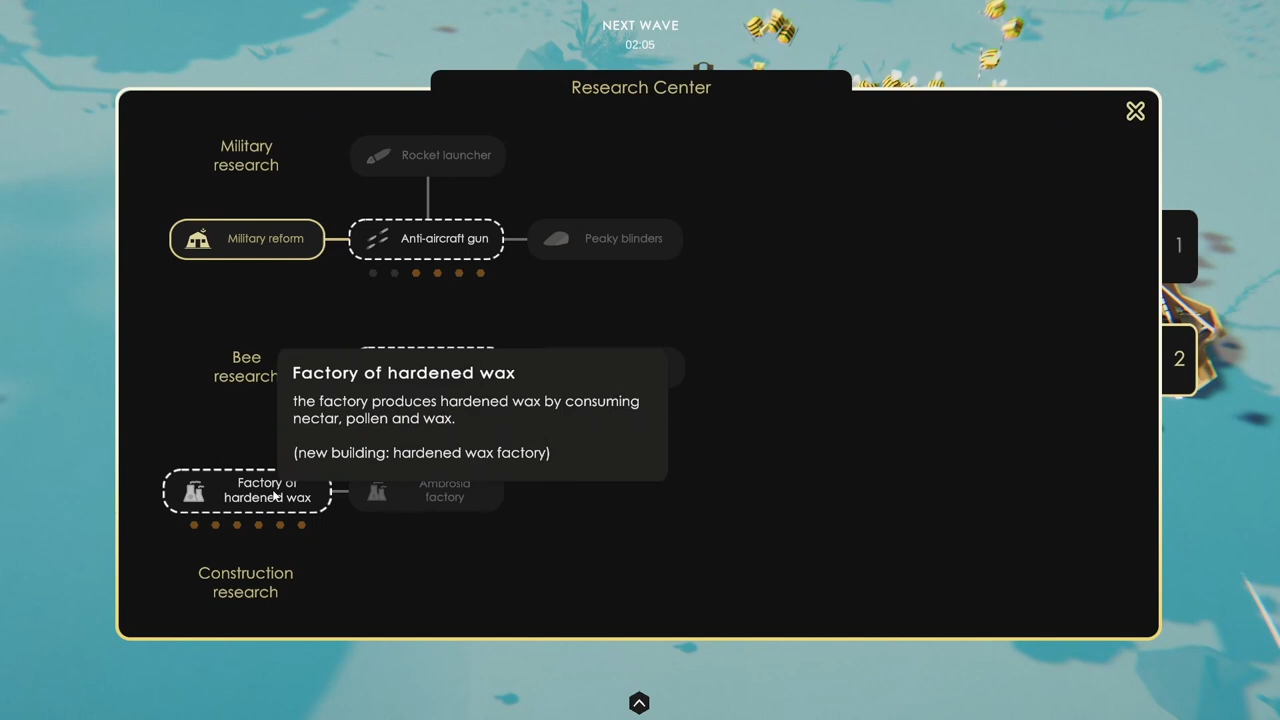 NEXT WAVE
02:05
Research Center
Military
research
Rocket launcher
Military reform
Anti-aircraft gun
Peaky blinders
1
Bee
research
2
Factory of hardened wax
the factory produces hardened wax by consuming
nectar, pollen and wax.
(new building: hardened wax factory)
Factory of
hardened wax
Ambrosia
factory
Construction
research